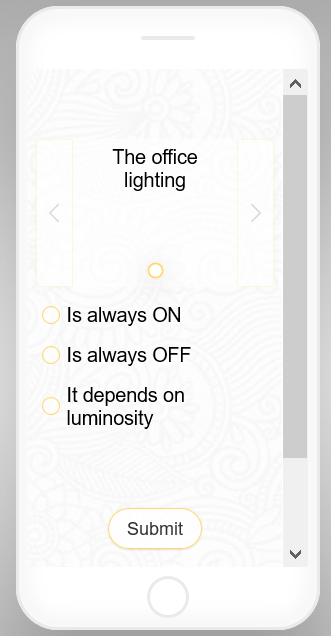 The office
lighting
Is always ON
Is always OFF
It depends on
luminosity
Submit